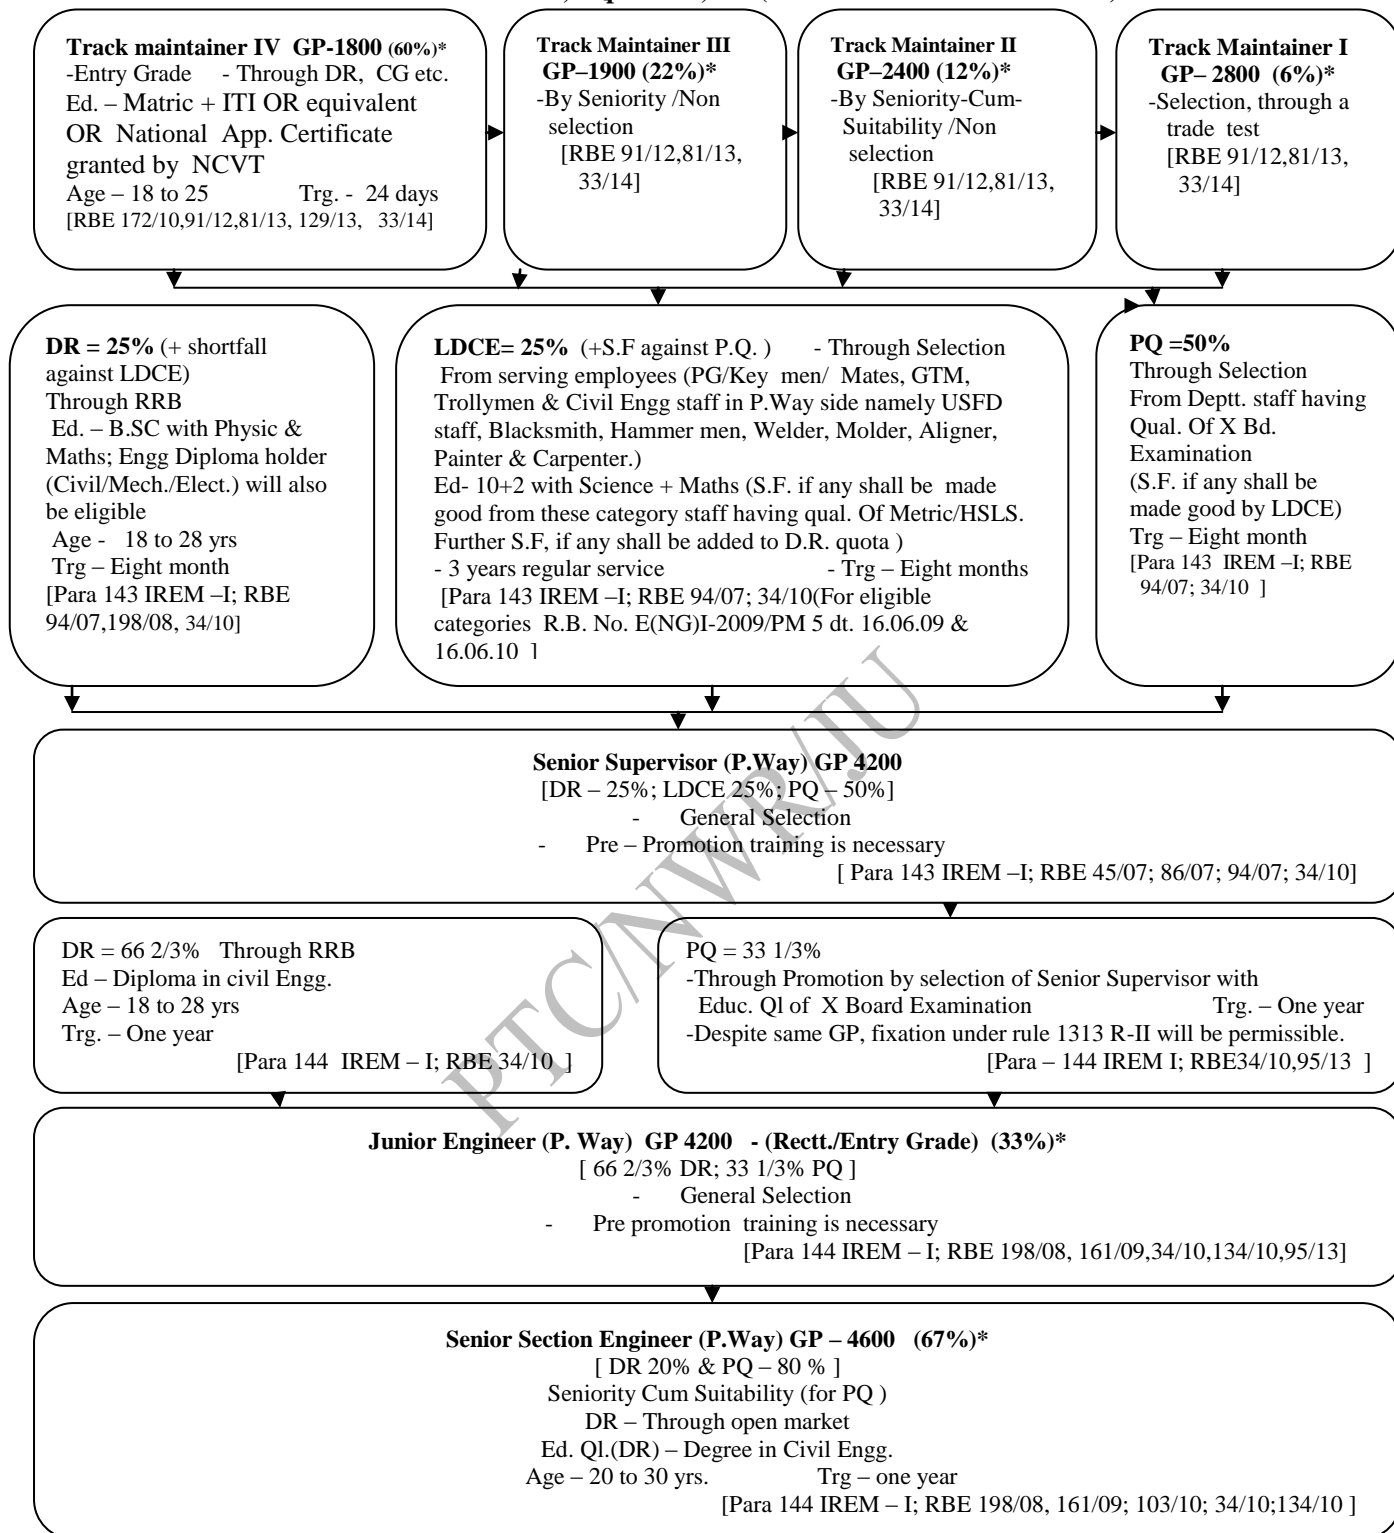 Track maintainer IV GP-1800 (60%)*
-Entry Grade - Through DR, CG etc.
Ed. – Matric + ITI OR equivalent
OR National App. Certificate
granted by NCVT
Age – 18 to 25 Trg. - 24 days
[RBE 172/10,91/12,81/13, 129/13, 33/14]
Track Maintainer III
GP–1900 (22%)*
-By Seniority /Non
selection
[RBE 91/12,81/13,
33/14]
Track Maintainer II
GP–2400 (12%)*
-By Seniority-Cum-
Suitability /Non
selection
[RBE 91/12,81/13,
33/14]
Track Maintainer I
GP– 2800 (6%)*
-Selection, through a
trade test
[RBE 91/12,81/13,
33/14]
DR = 25% (+ shortfall
against LDCE)
Through RRB
Ed. – B.SC with Physic &
Maths; Engg Diploma holder
(Civil/Mech./Elect.) will also
be eligible
Age - 18 to 28 yrs
Trg – Eight month
[Para 143 IREM –I; RBE
94/07,198/08, 34/10]
LDCE= 25% (+S.F against P.Q. ) - Through Selection
From serving employees (PG/Key men/ Mates, GTM,
Trollymen & Civil Engg staff in P.Way side namely USFD
staff, Blacksmith, Hammer men, Welder, Molder, Aligner,
Painter & Carpenter.)
Ed- 10+2 with Science + Maths (S.F. if any shall be made
good from these category staff having qual. Of Metric/HSLS.
Further S.F, if any shall be added to D.R. quota )
- 3 years regular service - Trg – Eight months
[Para 143 IREM –I; RBE 94/07; 34/10(For eligible
categories R.B. No. E(NG)I-2009/PM 5 dt. 16.06.09 &
16.06.10 ]
PQ =50%
Through Selection
From Deptt. staff having
Qual. Of X Bd.
Examination
(S.F. if any shall be
made good by LDCE)
Trg – Eight month
[Para 143 IREM –I; RBE
94/07; 34/10 ]
Senior Supervisor (P.Way) GP 4200
[DR – 25%; LDCE 25%; PQ – 50%]
- General Selection
- Pre – Promotion training is necessary
[ Para 143 IREM –I; RBE 45/07; 86/07; 94/07; 34/10]
DR = 66 2/3% Through RRB
Ed – Diploma in civil Engg.
Age – 18 to 28 yrs
Trg. – One year
[Para 144 IREM – I; RBE 34/10 ]
PQ = 33 1/3%
-Through Promotion by selection of Senior Supervisor with
Educ. Ql of X Board Examination Trg. – One year
-Despite same GP, fixation under rule 1313 R-II will be permissible.
[Para – 144 IREM I; RBE34/10,95/13 ]
Junior Engineer (P. Way) GP 4200 - (Rectt./Entry Grade) (33%)*
[ 66 2/3% DR; 33 1/3% PQ ]
- General Selection
- Pre promotion training is necessary
[Para 144 IREM – I; RBE 198/08, 161/09,34/10,134/10,95/13]
Senior Section Engineer (P.Way) GP – 4600 (67%)*
[ DR 20% & PQ – 80 % ]
Seniority Cum Suitability (for PQ )
DR – Through open market
Ed. Ql.(DR) – Degree in Civil Engg.
Age – 20 to 30 yrs. Trg – one year
[Para 144 IREM – I; RBE 198/08, 161/09; 103/10; 34/10;134/10 ]
PTC/NWR/JU